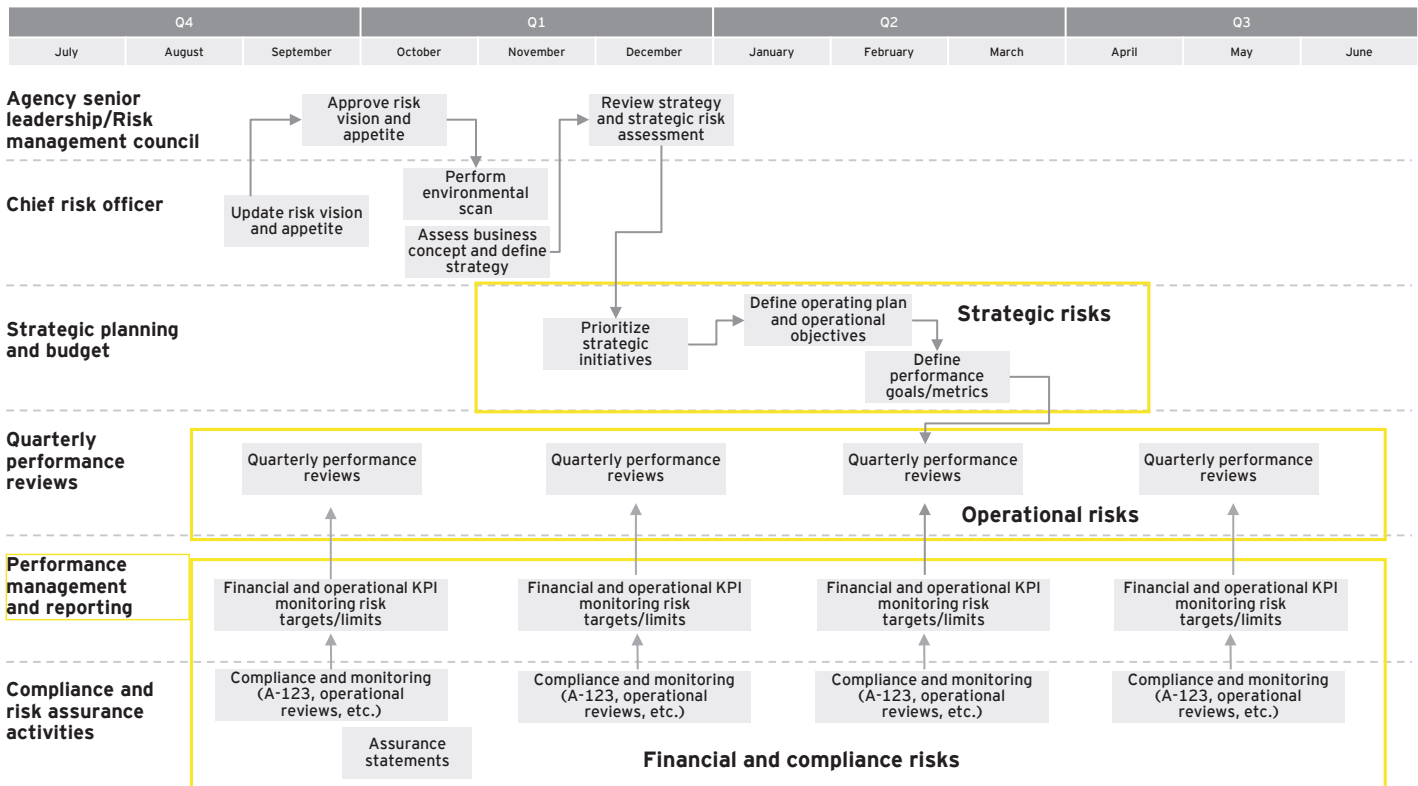 Q4 Q1 Q2 Q3
July August September October November December January February March April May June
Agency senior
leadership/Risk
management council
Approve risk
vision and
appetite
Review strategy
and strategic risk
assessment
Chief risk officer
Update risk vision
and appetite
Perform
environmental
scan
Assess business
concept and define
strategy
Strategic planning
and budget
Prioritize
strategic
initiatives
Define operating plan
and operational
objectives
Define
performance
goals/metrics
Strategic risks
Quarterly
performance
reviews
Quarterly performance
reviews
Quarterly performance
reviews
Quarterly performance
reviews
Quarterly performance
reviews
Operational risks
Performance
management
and reporting
Financial and operational KPI
monitoring risk
targets/limits
Financial and operational KPI
monitoring risk
targets/limits
Financial and operational KPI
monitoring risk
targets/limits
Financial and operational KPI
monitoring risk
targets/limits
Compliance and
risk assurance
activities
Compliance and monitoring
(A-123, operational
reviews, etc.)
Compliance and monitoring
(A-123, operational
reviews, etc.)
Compliance and monitoring
(A-123, operational
reviews, etc.)
Compliance and monitoring
(A-123, operational
reviews, etc.)
Assurance
statements
Financial and compliance risks